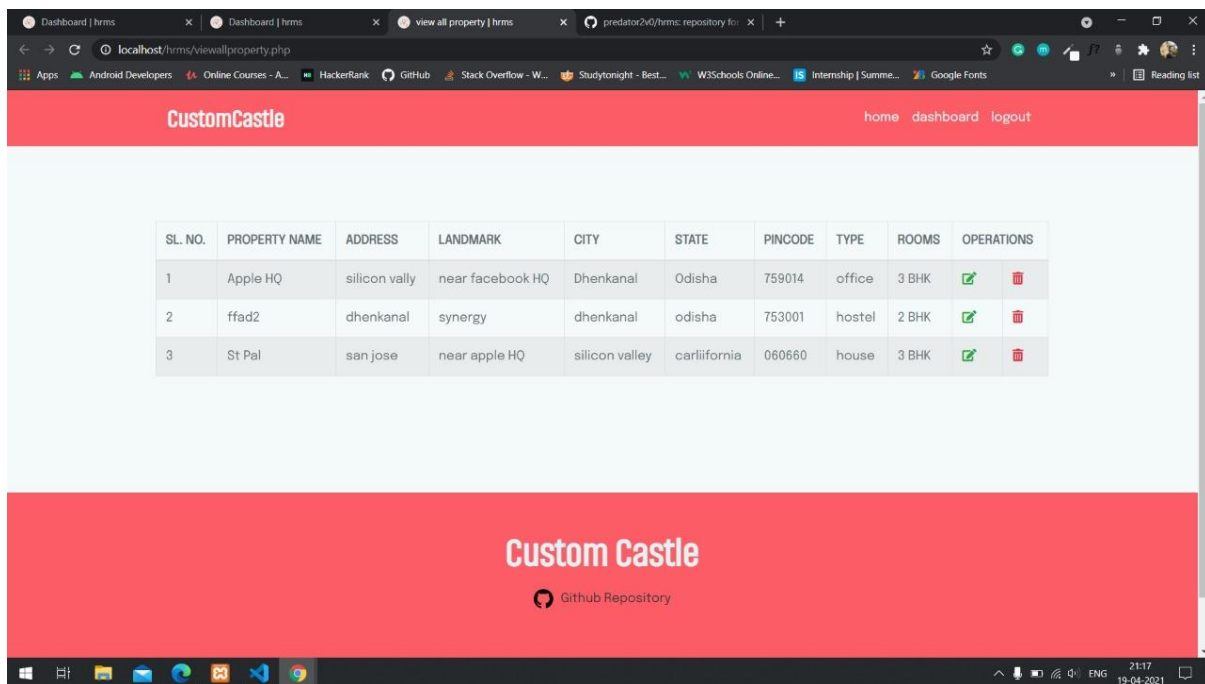 Dashboard | hrms
Dashboard | hrms
view all property | hrms
predator2v0/hrms: repository for
localhost/hrms/viewallproperty.php
Apps Android Developers Online Courses - A... HackerRank GitHub Stack Overflow - W... Studytonight - Best... W3Schools Online... IS Internship | Summe... Google Fonts » Reading list
CustomCastle home dashboard logout
SL. NO. PROPERTY NAME ADDRESS LANDMARK CITY STATE PINCODE TYPE ROOMS OPERATIONS
1 Apple HQ silicon vally near facebook HQ Dhenkanal Odisha 759014 office 3 BHK
2 ffad2 dhenkanal synergy dhenkanal odisha 753001 hostel 2 BHK
3 St Pal san jose near apple HQ silicon valley carliifornia 060660 house 3 BHK
Custom Castle
Github Repository
ENG 21:17
19-04-2021